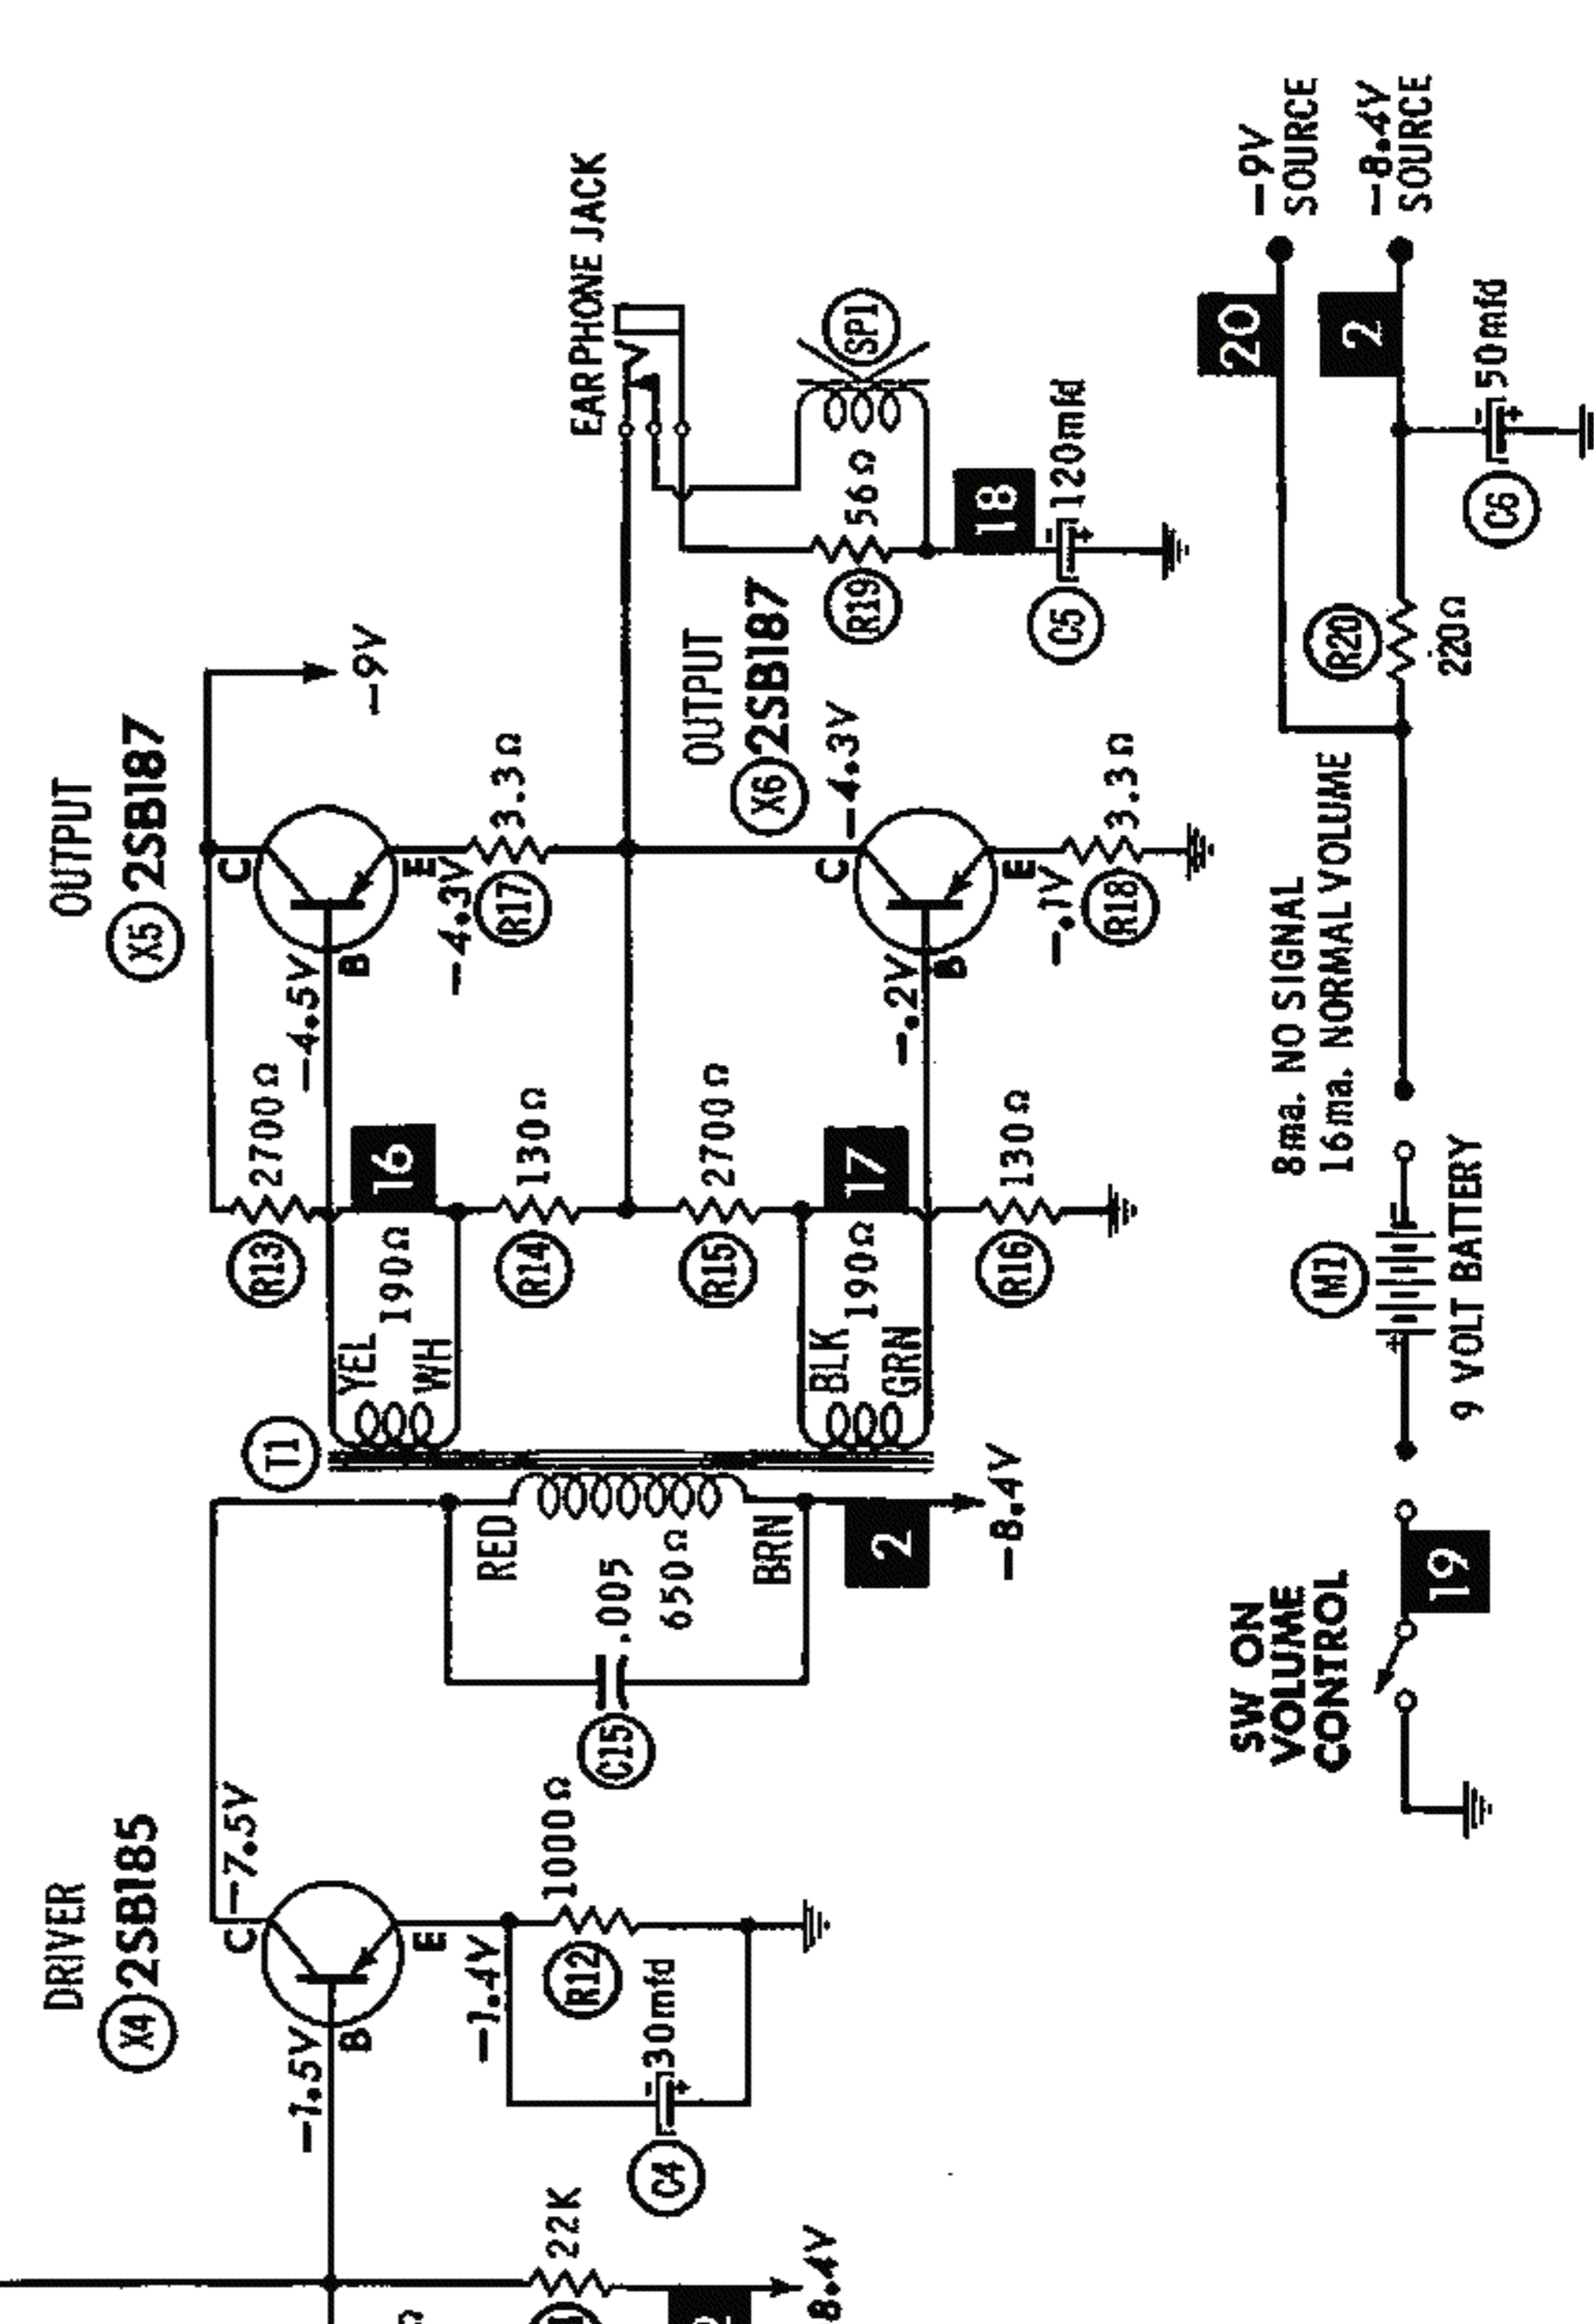 DRIVER
X4 2SB185
-1.5V
B
C
-7.5V
E
-1.4V
R12
1000Ω
C4
30mfd
22K
8.4V
C15
.005
T1
RED
650Ω
BRN
2
-8.4V
YEL
190Ω
WH
16
BLK
190Ω
GRN
17
R13
2700Ω
R14
130Ω
R15
2700Ω
R16
130Ω
OUTPUT
X5 2SB187
-4.5V
B
C
E
-4.3V
-9V
R17
3.3Ω
OUTPUT
X6 2SB187
-.2V
B
C
-4.3V
E
-.1V
R18
3.3Ω
EARPHONE JACK
SP1
R19
56Ω
18
C5
120mfd
SW ON
VOLUME
CONTROL
19
M1
9 VOLT BATTERY
+
8ma. NO SIGNAL
16ma. NORMAL VOLUME
R20
220Ω
C6
50mfd
20
-9V
SOURCE
2
-8.4V
SOURCE